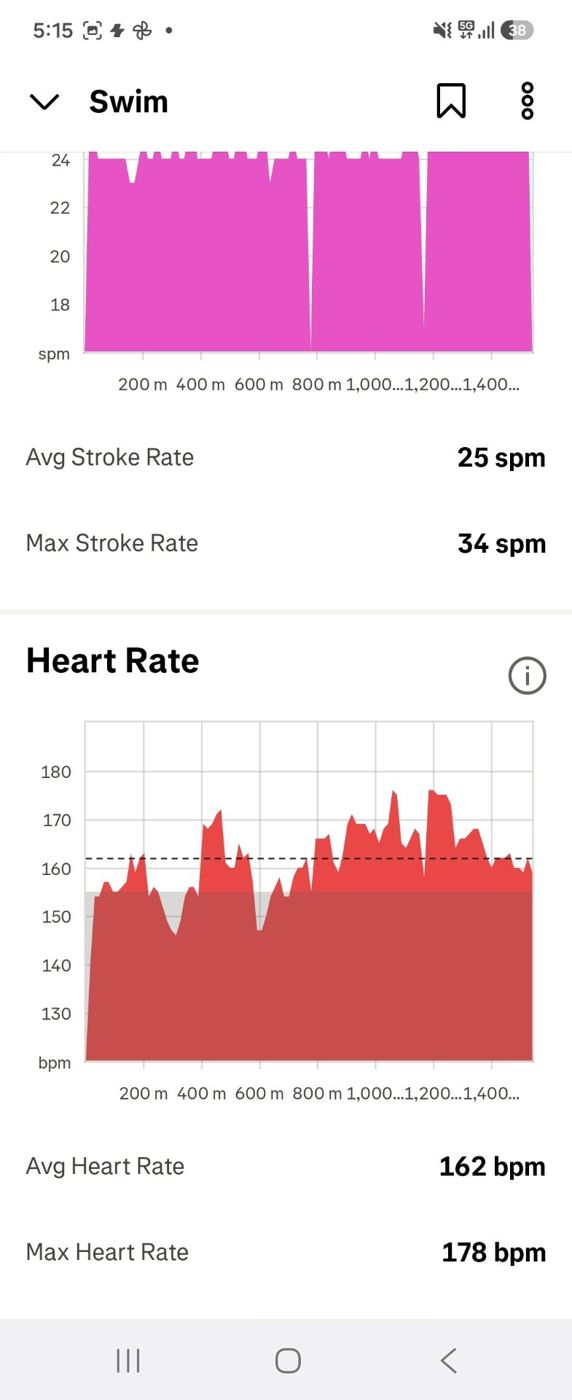 5:15 5G 38
Swim
24
22
20
18
spm
200 m 400 m 600 m 800 m 1,000...1,200...1,400...
Avg Stroke Rate 25 spm
Max Stroke Rate 34 spm
Heart Rate i
180
170
160
150
140
130
bpm
200 m 400 m 600 m 800 m 1,000...1,200...1,400...
Avg Heart Rate 162 bpm
Max Heart Rate 178 bpm